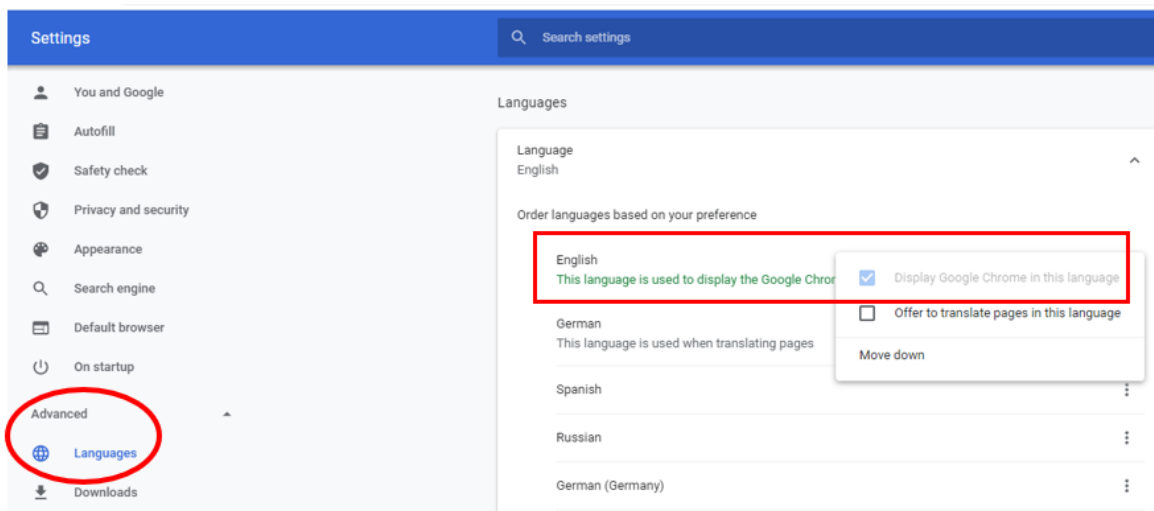 Settings
Search settings
You and Google
Autofill
Safety check
Privacy and security
Appearance
Search engine
Default browser
On startup
Advanced
Languages
Downloads
Languages
Language
English
Order languages based on your preference
English
This language is used to display the Google Chrom
Display Google Chrome in this language
Offer to translate pages in this language
Move down
German
This language is used when translating pages
Spanish
Russian
German (Germany)